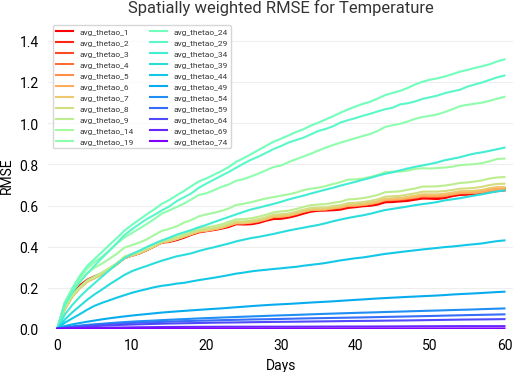 Spatially weighted RMSE for Temperature
avg_thetao_1
avg_thetao_2
avg_thetao_3
avg_thetao_4
avg_thetao_5
avg_thetao_6
avg_thetao_7
avg_thetao_8
avg_thetao_9
avg_thetao_14
avg_thetao_19
avg_thetao_24
avg_thetao_29
avg_thetao_34
avg_thetao_39
avg_thetao_44
avg_thetao_49
avg_thetao_54
avg_thetao_59
avg_thetao_64
avg_thetao_69
avg_thetao_74
RMSE
1.4
1.2
1.0
0.8
0.6
0.4
0.2
0.0
0 10 20 30 40 50 60
Days